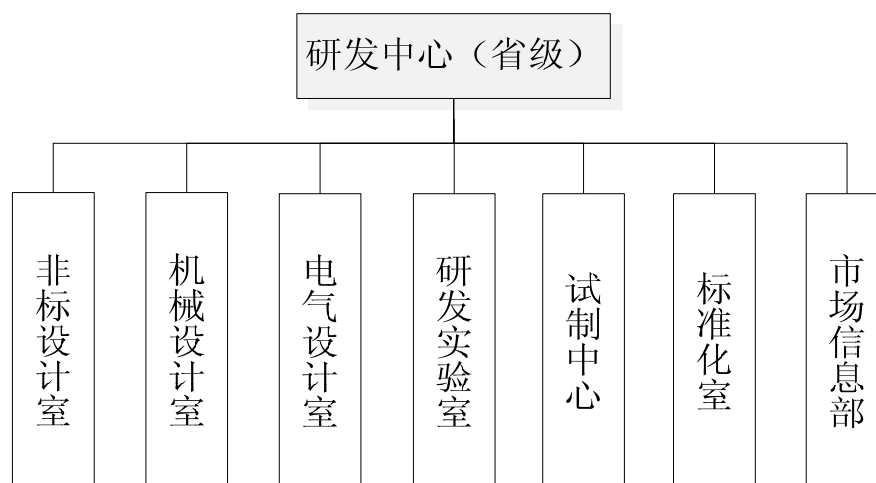 研发中心（省级）
非标设计室
机械设计室
电气设计室
研发实验室
试制中心
标准化室
市场信息部